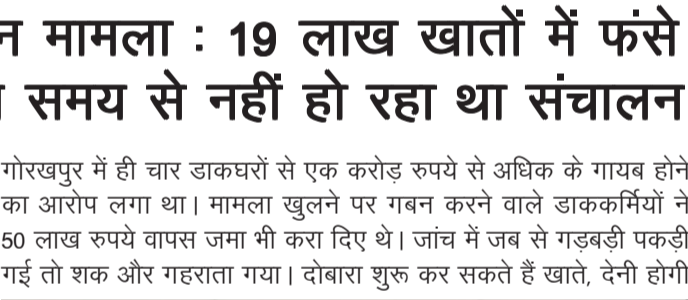 मामला : 19 लाख खातों में फंसे
समय से नहीं हो रहा था संचालन
गोरखपुर में ही चार डाकघरों से एक करोड़ रुपये से अधिक के गायब होने
का आरोप लगा था। मामला खुलने पर गबन करने वाले डाककर्मियों ने
50 लाख रुपये वापस जमा भी करा दिए थे। जांच में जब से गड़बड़ी पकड़ी
गई तो शक और गहराता गया। दोबारा शुरू कर सकते हैं खाते, देनी होगी